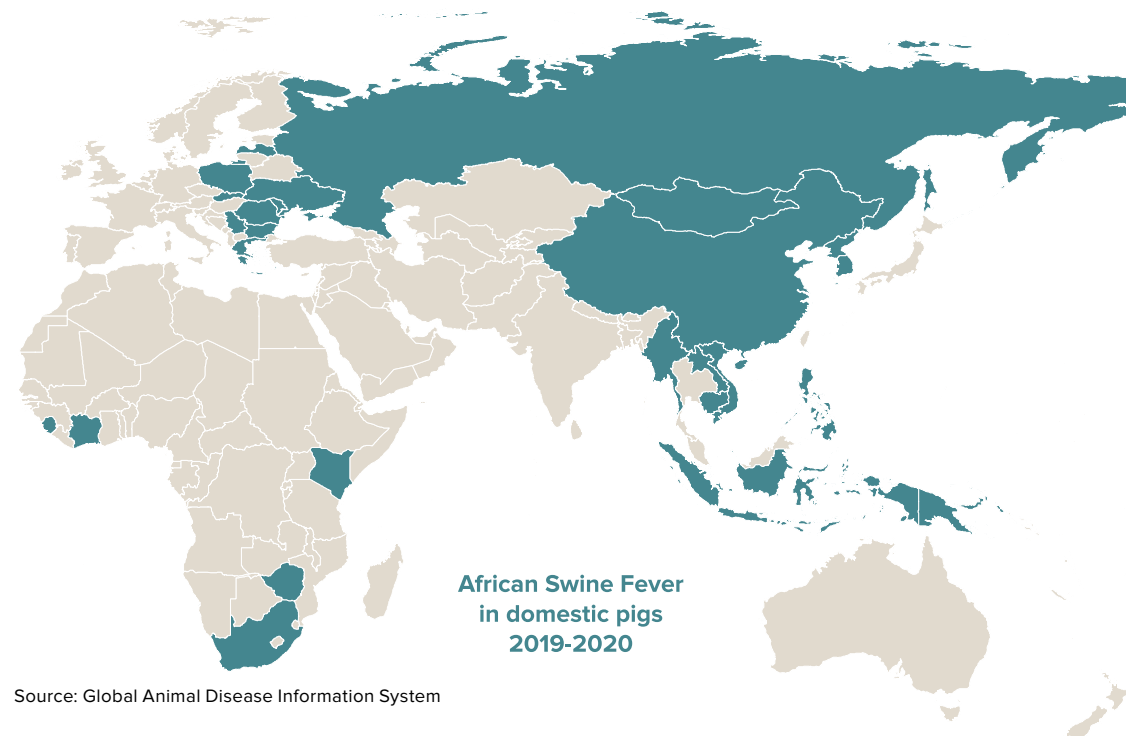 African Swine Fever
in domestic pigs
2019-2020
Source: Global Animal Disease Information System